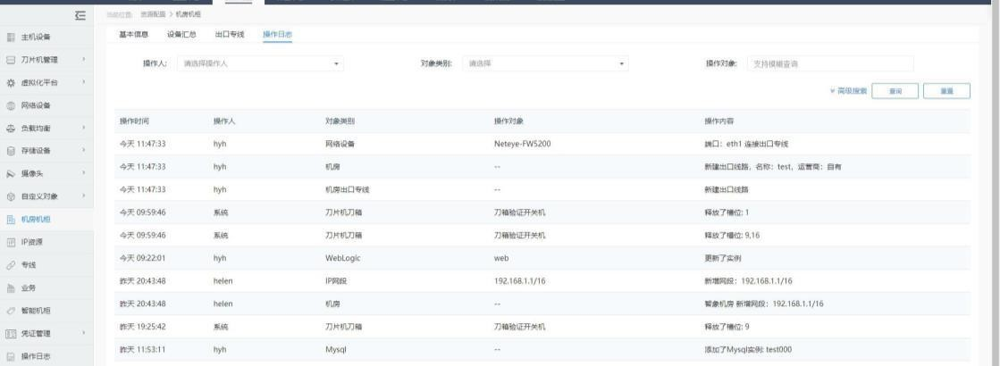 当前位置: 资源配置 > 机房机柜
基本信息 设备汇总 出口专线 操作日志
操作人: 请选择操作人 对象类别: 请选择 操作对象: 支持模糊查询
高级搜索 查询 重置
操作时间 操作人 对象类别 操作对象 操作内容
今天 11:47:33 hyh 网络设备 Neteye-FW5200 端口: eth1 连接出口专线
今天 11:47:33 hyh 机房 -- 新建出口线路, 名称: test, 运营商: 自有
今天 11:47:33 hyh 机房出口专线 -- 新建出口线路
今天 09:59:46 系统 刀片机刀箱 刀箱验证开关机 释放了槽位: 1
今天 09:59:46 系统 刀片机刀箱 刀箱验证开关机 释放了槽位: 9,16
今天 09:22:01 hyh WebLogic web 更新了实例
昨天 20:43:48 helen IP网段 192.168.1.1/16 新增网段: 192.168.1.1/16
昨天 20:43:48 helen 机房 -- 智象机房 新增网段: 192.168.1.1/16
昨天 19:25:42 系统 刀片机刀箱 刀箱验证开关机 释放了槽位: 9
昨天 11:53:11 hyh Mysql -- 添加了Mysql实例: test000
主机设备
刀片机管理
虚拟化平台
网络设备
负载均衡
存储设备
摄像头
自定义对象
机房机柜
IP资源
专线
业务
智能机柜
凭证管理
操作日志